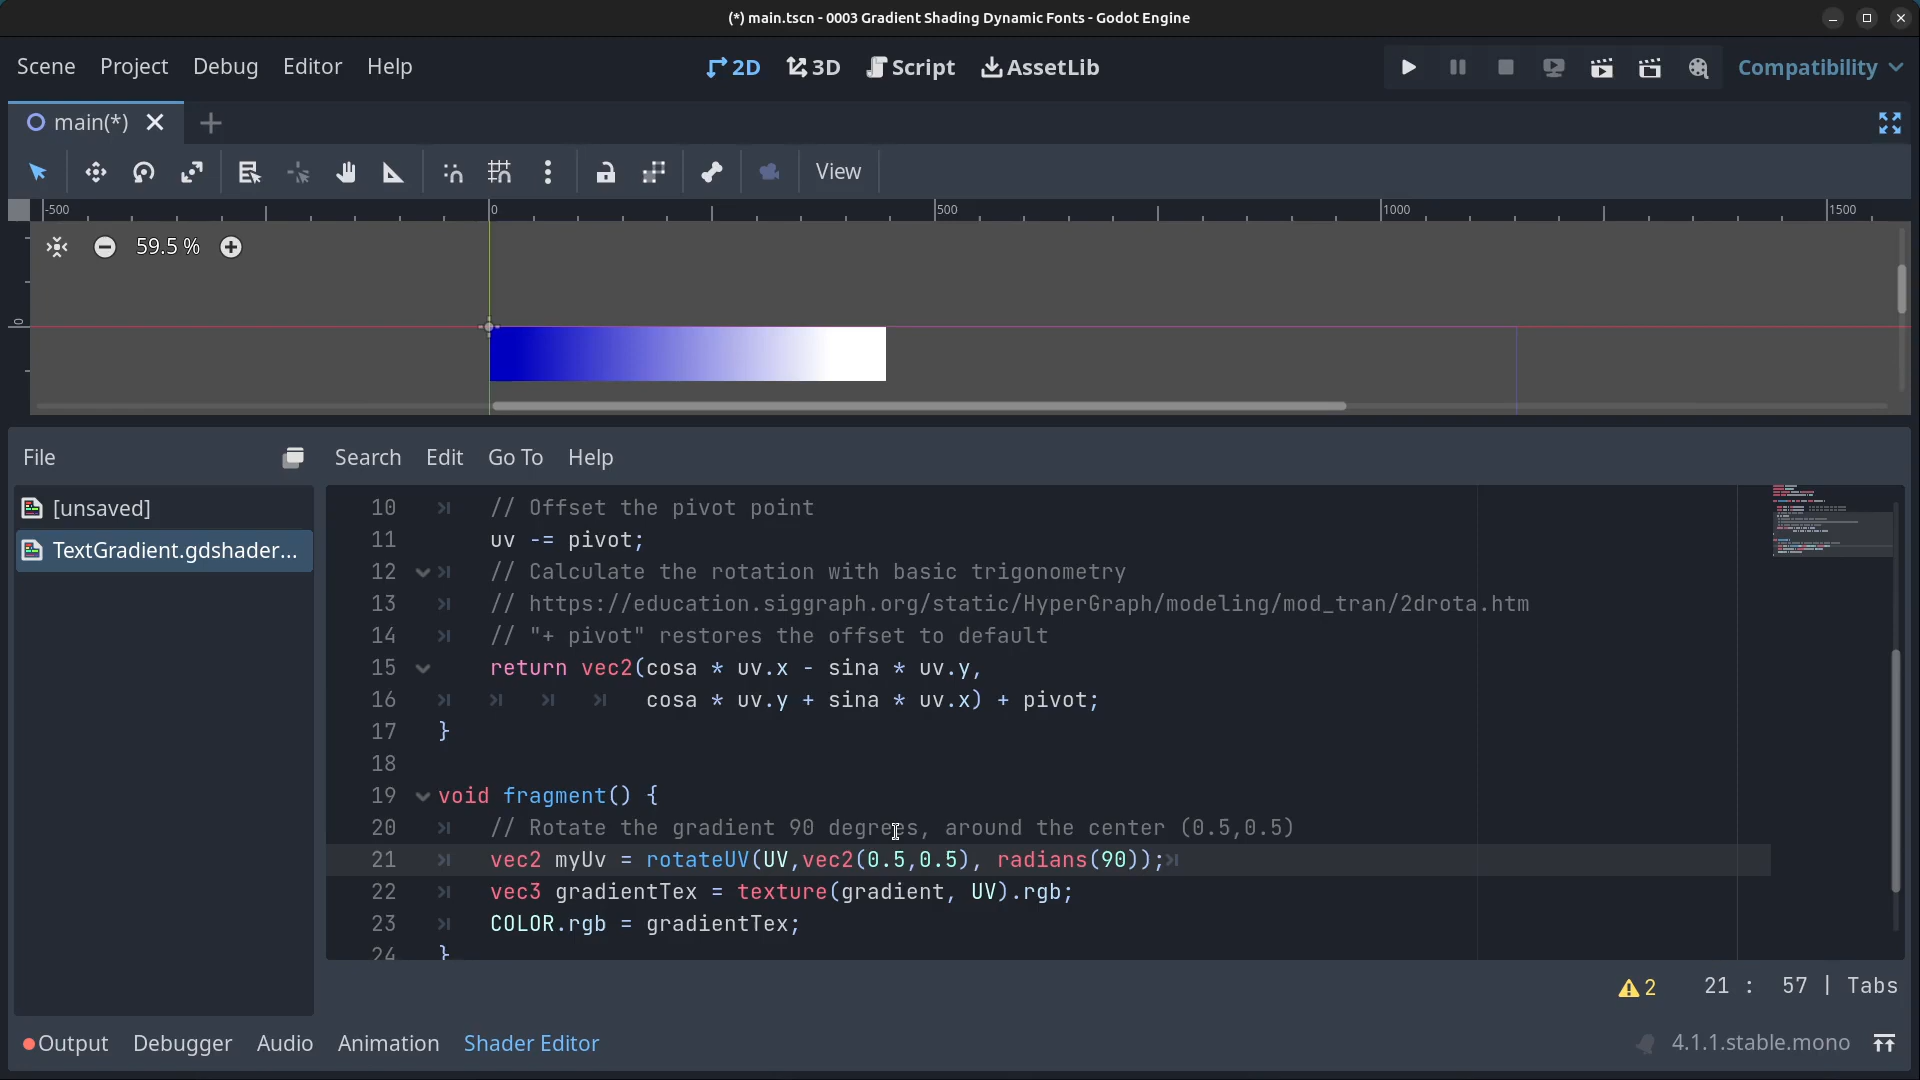 (*) main.tscn - 0003 Gradient Shading Dynamic Fonts - Godot Engine
Scene Project Debug Editor Help 2D 3D Script AssetLib Compatibility
main(*)
View
-500 0 500 1000 1500
59.5 %
0
File Search Edit Go To Help
[unsaved]
TextGradient.gdshader...
10 // Offset the pivot point
11 uv -= pivot;
12 // Calculate the rotation with basic trigonometry
13 // https://education.siggraph.org/static/HyperGraph/modeling/mod_tran/2drota.htm
14 // "+ pivot" restores the offset to default
15 return vec2(cosa * uv.x - sina * uv.y,
16 cosa * uv.y + sina * uv.x) + pivot;
17 }
18
19 void fragment() {
20 // Rotate the gradient 90 degrees, around the center (0.5,0.5)
21 vec2 myUv = rotateUV(UV,vec2(0.5,0.5), radians(90));
22 vec3 gradientTex = texture(gradient, UV).rgb;
23 COLOR.rgb = gradientTex;
24 }
2 21 : 57 | Tabs
Output Debugger Audio Animation Shader Editor 4.1.1.stable.mono